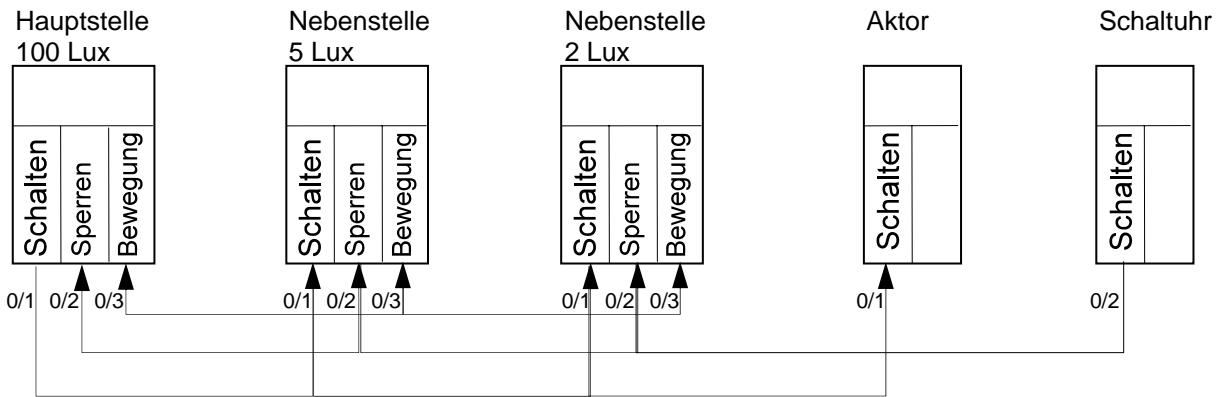 Hauptstelle
100 Lux
Nebenstelle
5 Lux
Nebenstelle
2 Lux
Aktor
Schaltuhr
Schalten
Sperren
Bewegung
Schalten
Sperren
Bewegung
Schalten
Sperren
Bewegung
Schalten
Schalten
0/1 0/2 0/3 0/1 0/2 0/3 0/1 0/2 0/3 0/1 0/2